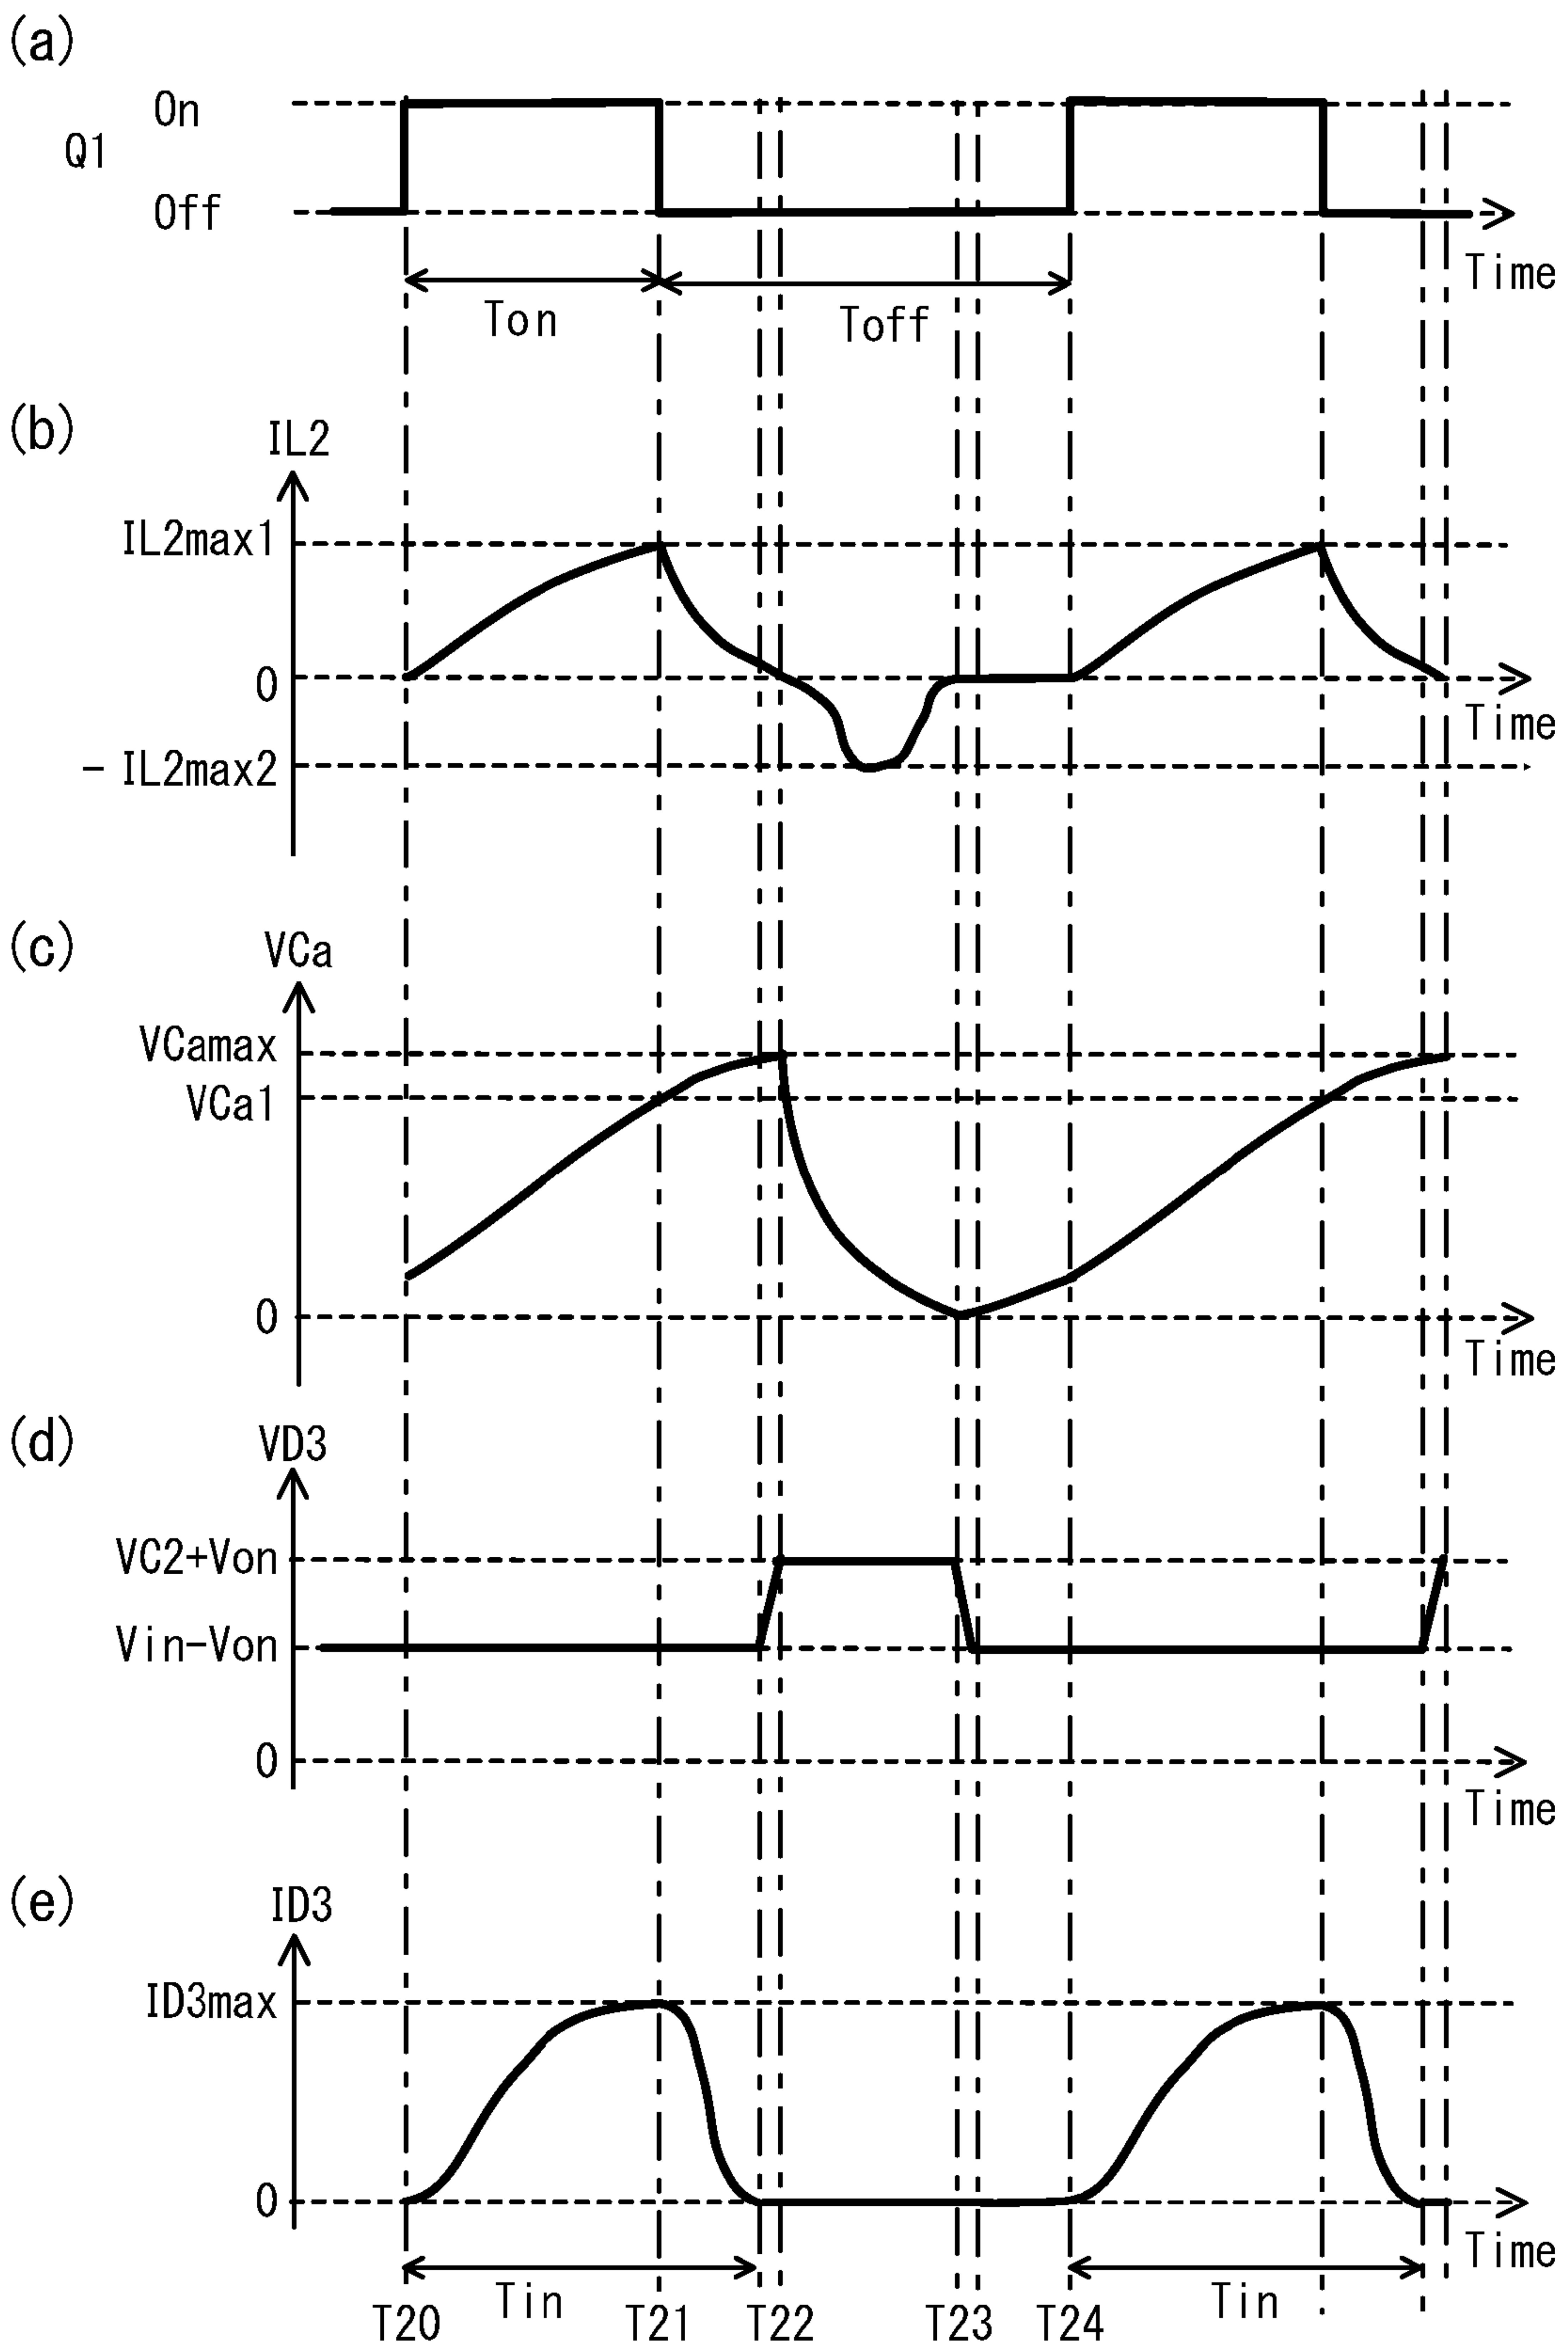 (a)
On
Q1
Off
Time
Ton
Toff
(b)
IL2
IL2max1
0
Time
- IL2max2
(c)
VCa
VCamax
VCa1
0
Time
(d)
VD3
VC2+Von
Vin-Von
0
Time
(e)
ID3
ID3max
0
Time
Tin
Tin
T20
T21
T22
T23
T24